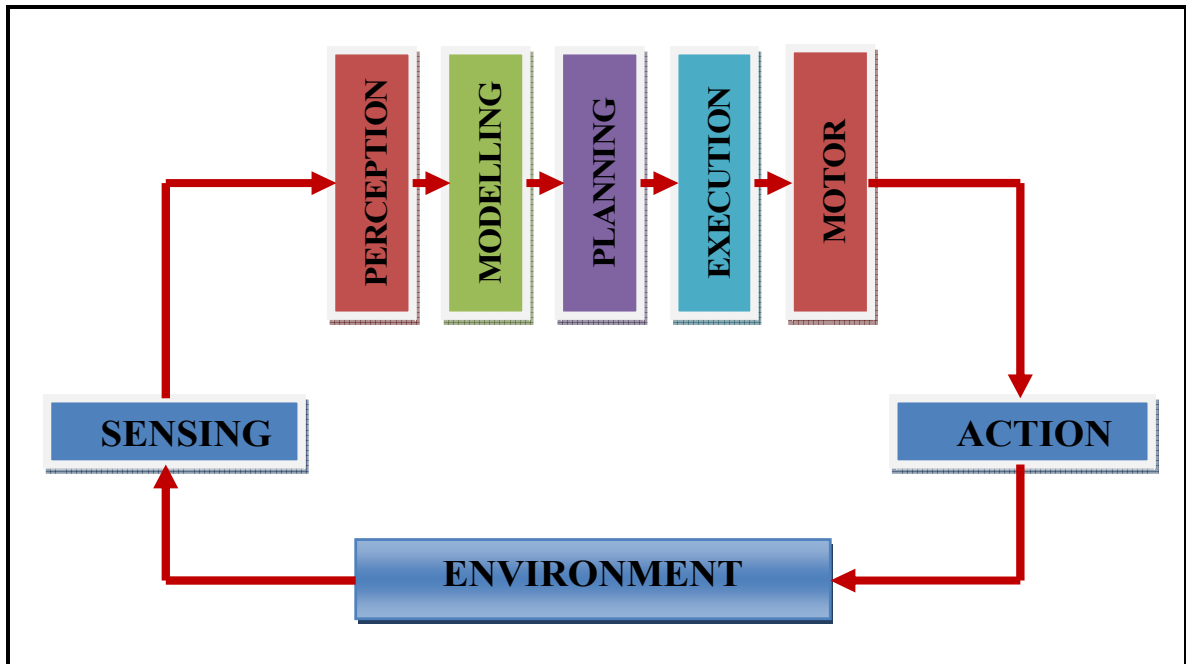 PERCEPTION
MODELLING
PLANNING
EXECUTION
MOTOR
SENSING
ACTION
ENVIRONMENT